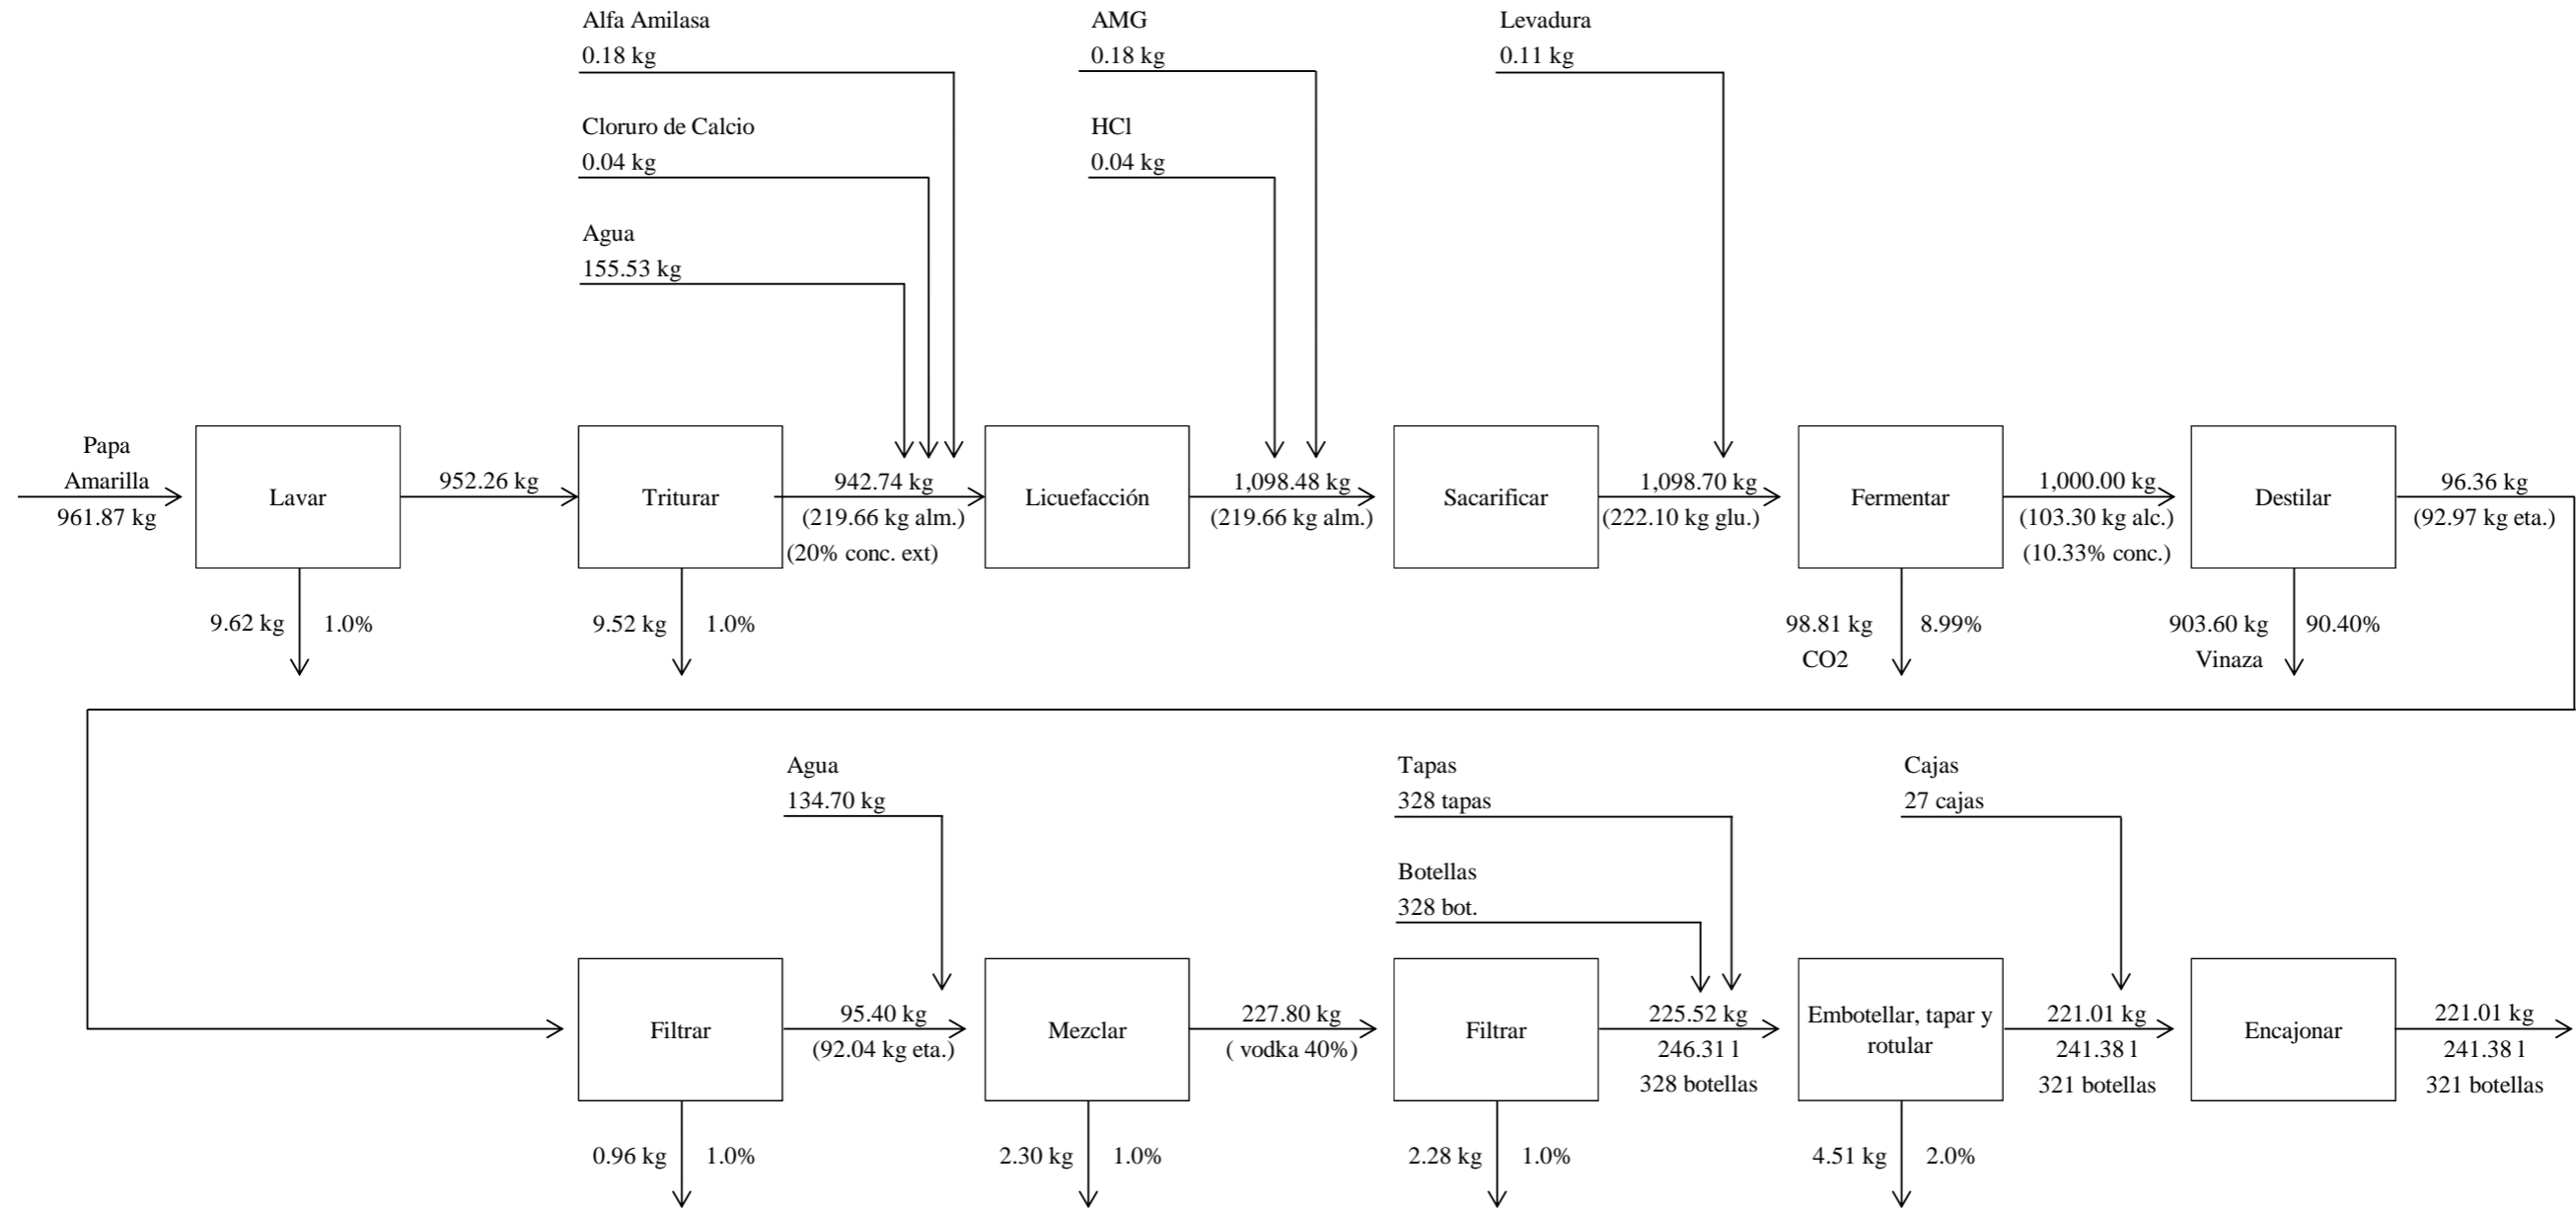 Alfa Amilasa
0.18 kg
AMG
0.18 kg
Levadura
0.11 kg
Cloruro de Calcio
0.04 kg
HCl
0.04 kg
Agua
155.53 kg
Papa
Amarilla
961.87 kg
Lavar
952.26 kg
Triturar
942.74 kg
(219.66 kg alm.)
(20% conc. ext)
Licuefacción
1,098.48 kg
(219.66 kg alm.)
Sacarificar
1,098.70 kg
(222.10 kg glu.)
Fermentar
1,000.00 kg
(103.30 kg alc.)
(10.33% conc.)
Destilar
96.36 kg
(92.97 kg eta.)
9.62 kg
1.0%
9.52 kg
1.0%
98.81 kg
CO2
8.99%
903.60 kg
Vinaza
90.40%
Agua
134.70 kg
Tapas
328 tapas
Cajas
27 cajas
Botellas
328 bot.
Filtrar
95.40 kg
(92.04 kg eta.)
Mezclar
227.80 kg
( vodka 40%)
Filtrar
225.52 kg
246.31 l
328 botellas
Embotellar, tapar y
rotular
221.01 kg
241.38 l
321 botellas
Encajonar
221.01 kg
241.38 l
321 botellas
0.96 kg
1.0%
2.30 kg
1.0%
2.28 kg
1.0%
4.51 kg
2.0%